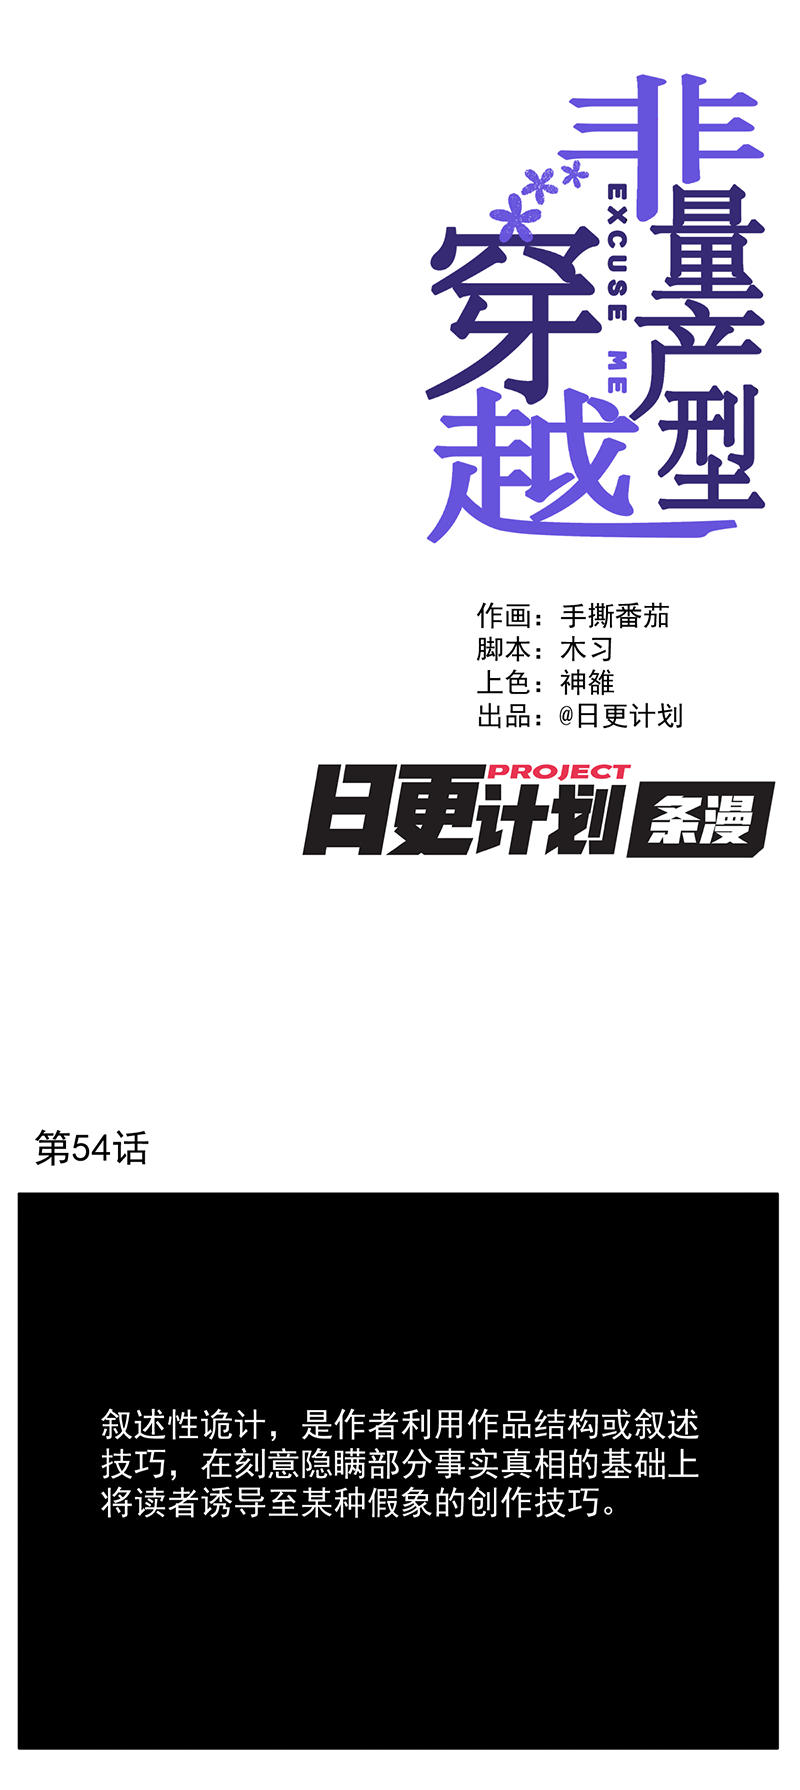 非量产型
穿越
EXCUSE ME
作画：手撕番茄
脚本：木习
上色：神雒
出品：@日更计划
日更计划
PROJECT
条漫
第54话
叙述性诡计，是作者利用作品结构或叙述
技巧，在刻意隐瞒部分事实真相的基础上
将读者诱导至某种假象的创作技巧。